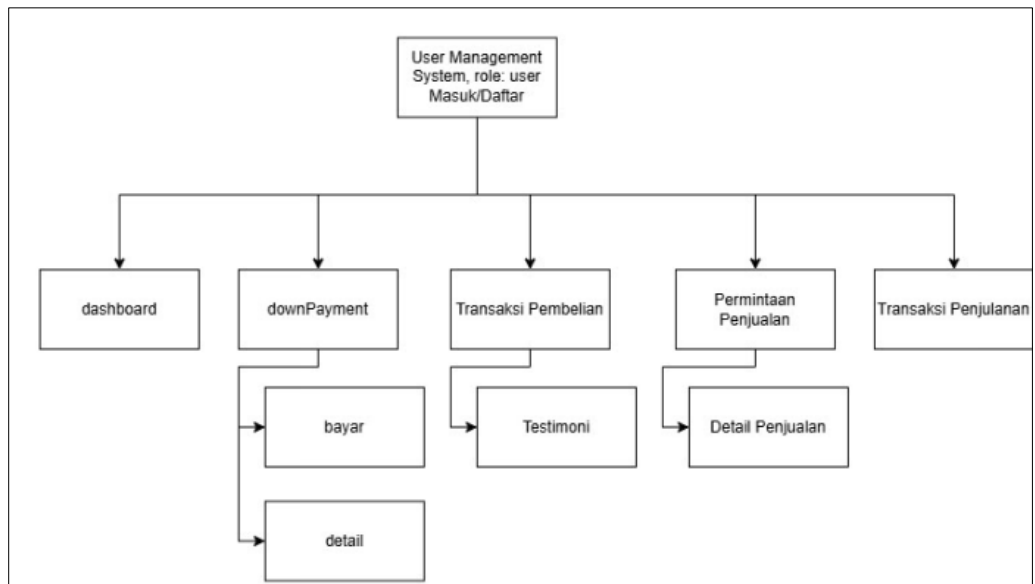 User Management
System, role: user
Masuk/Daftar
dashboard
downPayment
Transaksi Pembelian
Permintaan
Penjualan
Transaksi Penjulanan
bayar
Testimoni
Detail Penjualan
detail